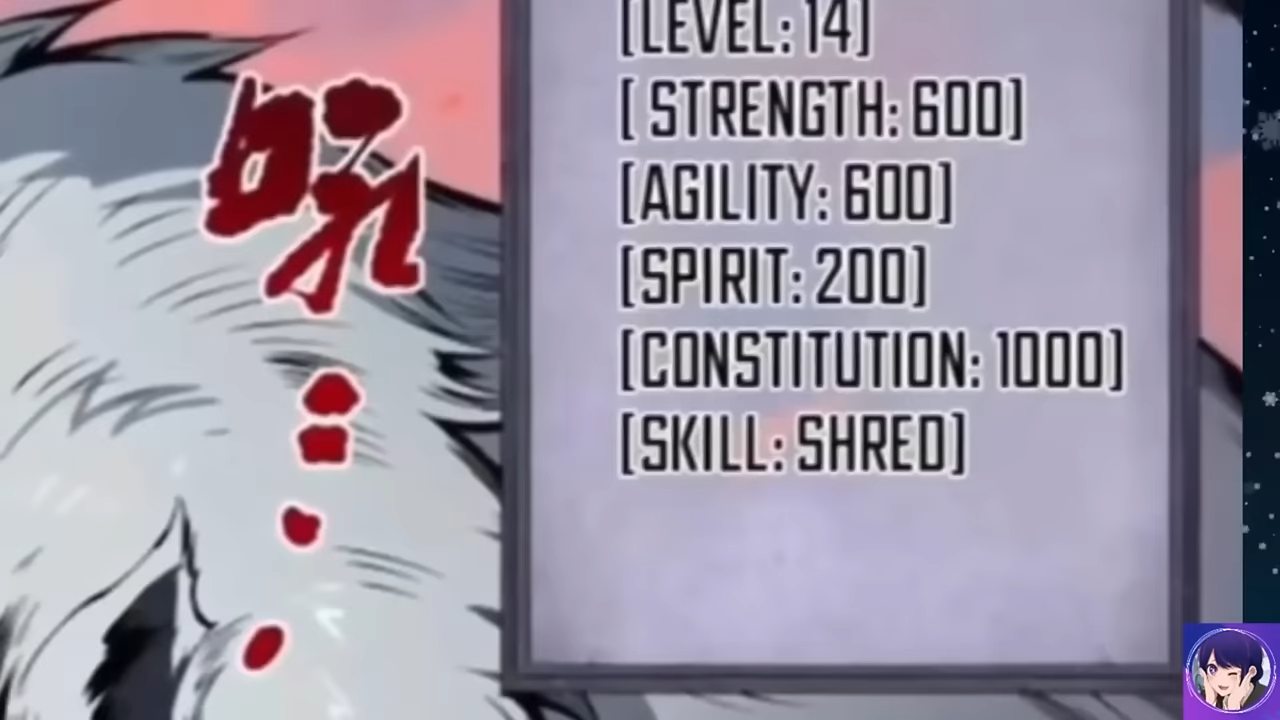 吼
[LEVEL: 14]
[ STRENGTH: 600]
[AGILITY: 600]
[SPIRIT: 200]
[CONSTITUTION: 1000]
[SKILL: SHRED]